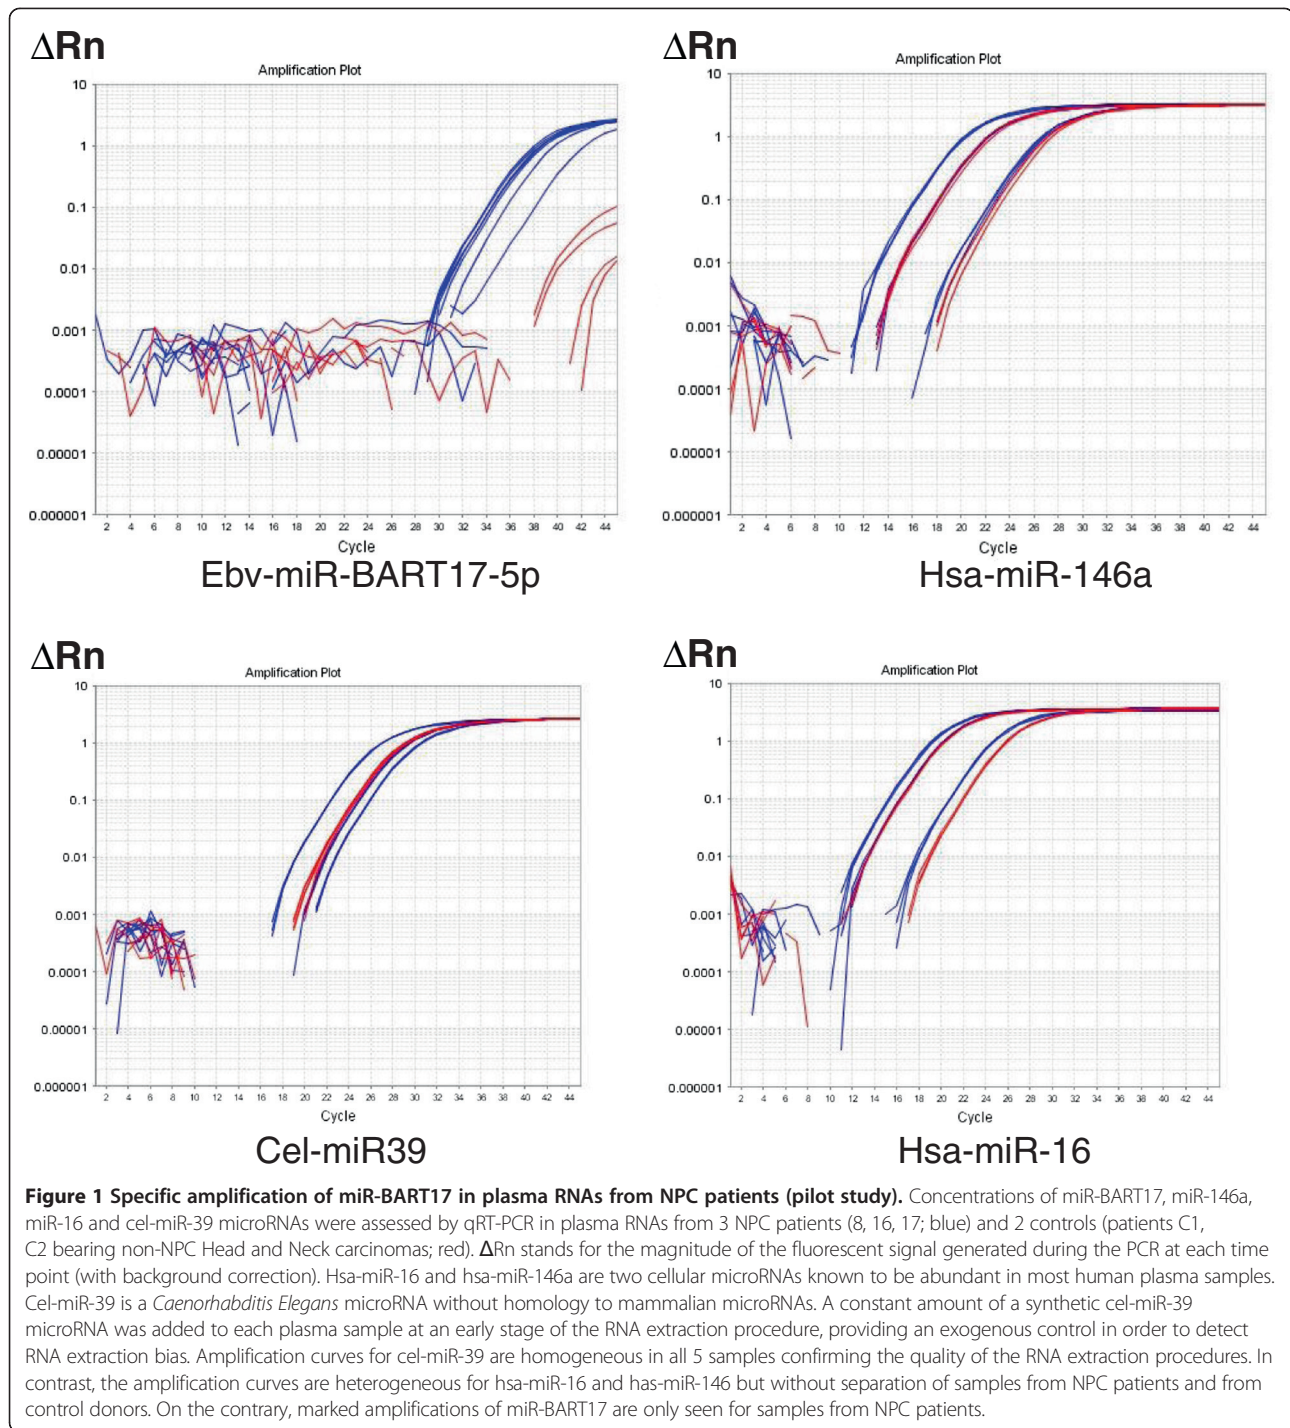 ΔRn
Amplification Plot
10
1
0.1
0.01
0.001
0.0001
0.00001
0.000001
2 4 6 8 10 12 14 16 18 20 22 24 26 28 30 32 34 36 38 40 42 44
Cycle
Ebv-miR-BART17-5p
ΔRn
Amplification Plot
10
1
0.1
0.01
0.001
0.0001
0.00001
0.000001
2 4 6 8 10 12 14 16 18 20 22 24 26 28 30 32 34 36 38 40 42 44
Cycle
Hsa-miR-146a
ΔRn
Amplification Plot
10
1
0.1
0.01
0.001
0.0001
0.00001
0.000001
2 4 6 8 10 12 14 16 18 20 22 24 26 28 30 32 34 36 38 40 42 44
Cycle
Cel-miR39
ΔRn
Amplification Plot
10
1
0.1
0.01
0.001
0.0001
0.00001
0.000001
2 4 6 8 10 12 14 16 18 20 22 24 26 28 30 32 34 36 38 40 42 44
Cycle
Hsa-miR-16
Figure 1 Specific amplification of miR-BART17 in plasma RNAs from NPC patients (pilot study). Concentrations of miR-BART17, miR-146a,
miR-16 and cel-miR-39 microRNAs were assessed by qRT-PCR in plasma RNAs from 3 NPC patients (8, 16, 17; blue) and 2 controls (patients C1,
C2 bearing non-NPC Head and Neck carcinomas; red). ΔRn stands for the magnitude of the fluorescent signal generated during the PCR at each time
point (with background correction). Hsa-miR-16 and hsa-miR-146a are two cellular microRNAs known to be abundant in most human plasma samples.
Cel-miR-39 is a Caenorhabditis Elegans microRNA without homology to mammalian microRNAs. A constant amount of a synthetic cel-miR-39
microRNA was added to each plasma sample at an early stage of the RNA extraction procedure, providing an exogenous control in order to detect
RNA extraction bias. Amplification curves for cel-miR-39 are homogeneous in all 5 samples confirming the quality of the RNA extraction procedures. In
contrast, the amplification curves are heterogeneous for hsa-miR-16 and has-miR-146 but without separation of samples from NPC patients and from
control donors. On the contrary, marked amplifications of miR-BART17 are only seen for samples from NPC patients.